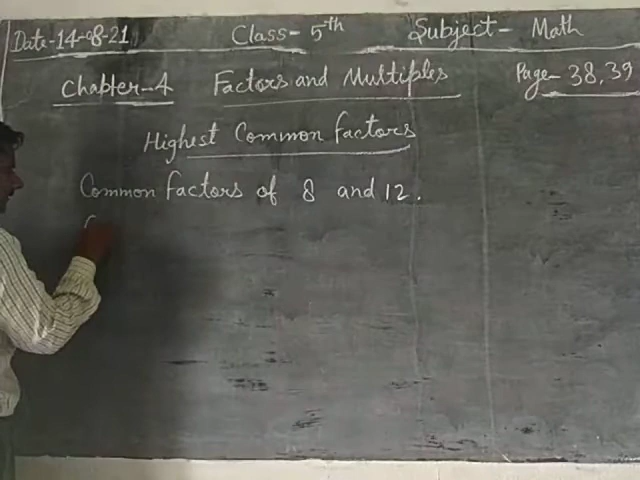 Date-14-08-21 Class-5th Subject- Math
Chapter-4 Factors and Multiples Page-38,39
Highest Common factors
Common factors of 8 and 12.